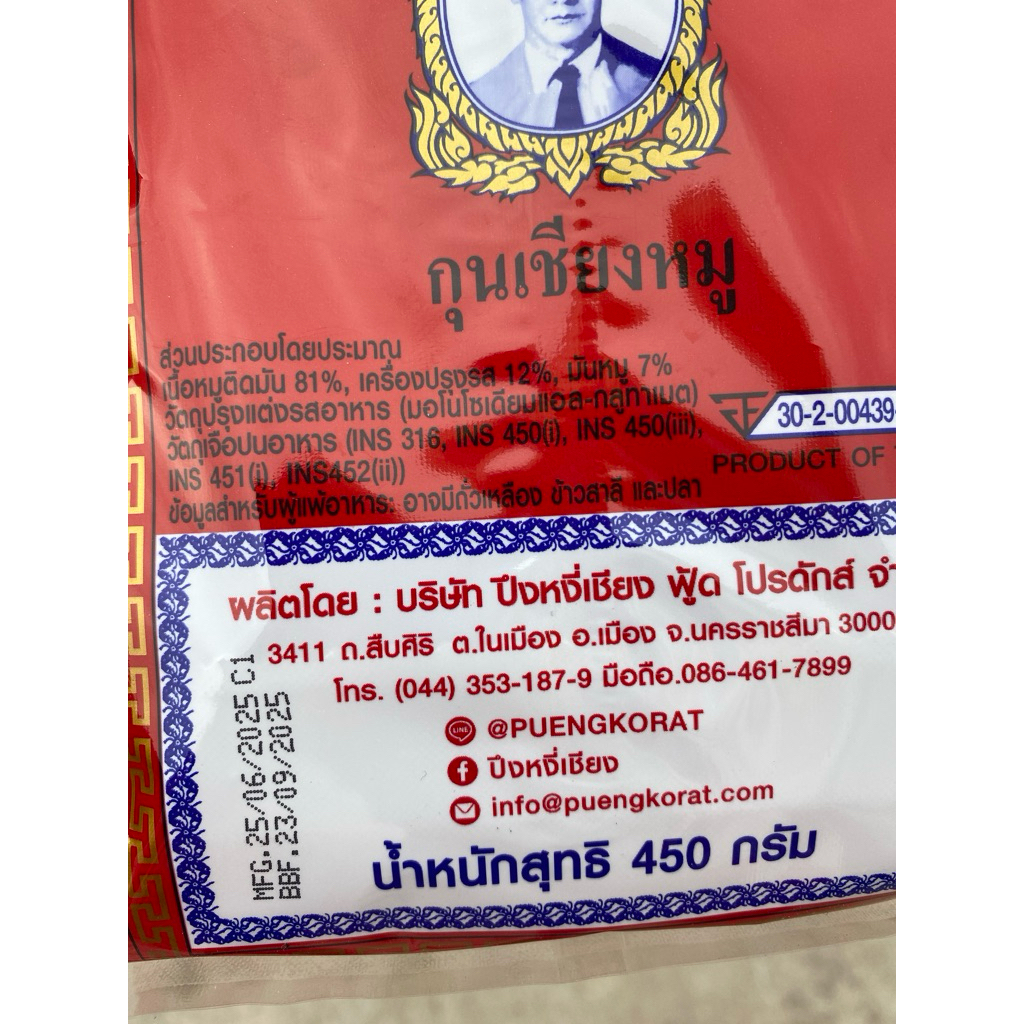 กุนเชียงหมู
ส่วนประกอบโดยประมาณ
เนื้อหมูติดมัน 81%, เครื่องปรุงรส 12%, มันหมู 7%
วัตถุปรุงแต่งรสอาหาร (มอโนโซเดียมแอล-กลูทาเมต)
วัตถุเจือปนอาหาร (INS 316, INS 450(i), INS 450(iii),
INS 451(i), INS452(ii))
ข้อมูลสำหรับผู้แพ้อาหาร: อาจมีถั่วเหลือง ข้าวสาลี และปลา
30-2-00439-
PRODUCT OF
ผลิตโดย : บริษัท ปึงหงี่เชียง ฟู้ด โปรดักส์ จำ
3411 ถ.สืบศิริ ต.ในเมือง อ.เมือง จ.นครราชสีมา 3000
โทร. (044) 353-187-9 มือถือ.086-461-7899
LINE @PUENGKORAT
ปึงหงี่เชียง
info@puengkorat.com
น้ำหนักสุทธิ 450 กรัม
MFG.25/06/2025 C1
BBF.23/09/2025